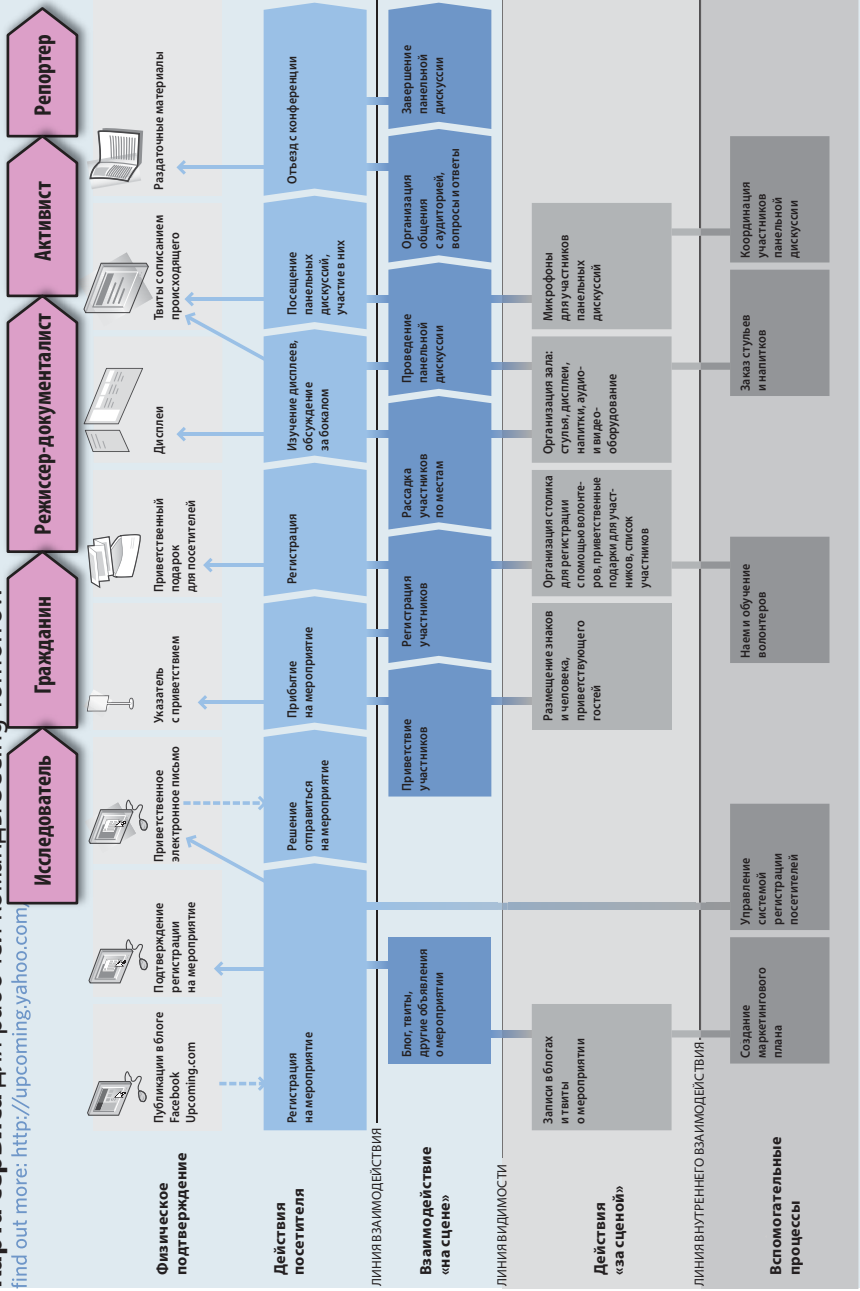 find out more: http://upcoming.yahoo.com/
Исследователь
Гражданин
Режиссер-документалист
Активист
Репортер
Физическое
подтверждение
Публикации в блоге
Facebook
Upcoming.com
Подтверждение
регистрации
на мероприятие
Приветственное
электронное письмо
Указатель
с приветствием
Приветственный
подарок
для посетителей
Дисплеи
Твиты с описанием
происходящего
Раздаточные материалы
Действия
посетителя
Регистрация
на мероприятие
Решение
отправиться
на мероприятие
Прибытие
на мероприятие
Регистрация
Изучение дисплеев,
обсуждение
за бокалом
Посещение
панельных
дискуссий,
участие в них
Отъезд с конференции
ЛИНИЯ ВЗАИМОДЕЙСТВИЯ
Взаимодействие
«на сцене»
Блог, твиты,
другие объявления
о мероприятии
Приветствие
участников
Регистрация
участников
Рассадка
участников
по местам
Проведение
панельной
дискуссии
Организация
общения
с аудиторией,
вопросы и ответы
Завершение
панельной
дискуссии
ЛИНИЯ ВИДИМОСТИ
Действия
«за сценой»
Записи в блогах
и твиты
о мероприятии
Размещение знаков
и человека,
приветствующего
гостей
Организация столика
для регистрации
с помощью волонте-
ров, приветственные
подарки для участ-
ников, список
участников
Организация зала:
стулья, дисплеи,
напитки, аудио-
и видео-
оборудование
Микрофоны
для участников
панельных
дискуссий
ЛИНИЯ ВНУТРЕННЕГО ВЗАИМОДЕЙСТВИЯ
Вспомогательные
процессы
Создание
маркетингового
плана
Управление
системой
регистрации
посетителей
Наем и обучение
волонтеров
Заказ стульев
и напитков
Координация
участников
панельной
дискуссии